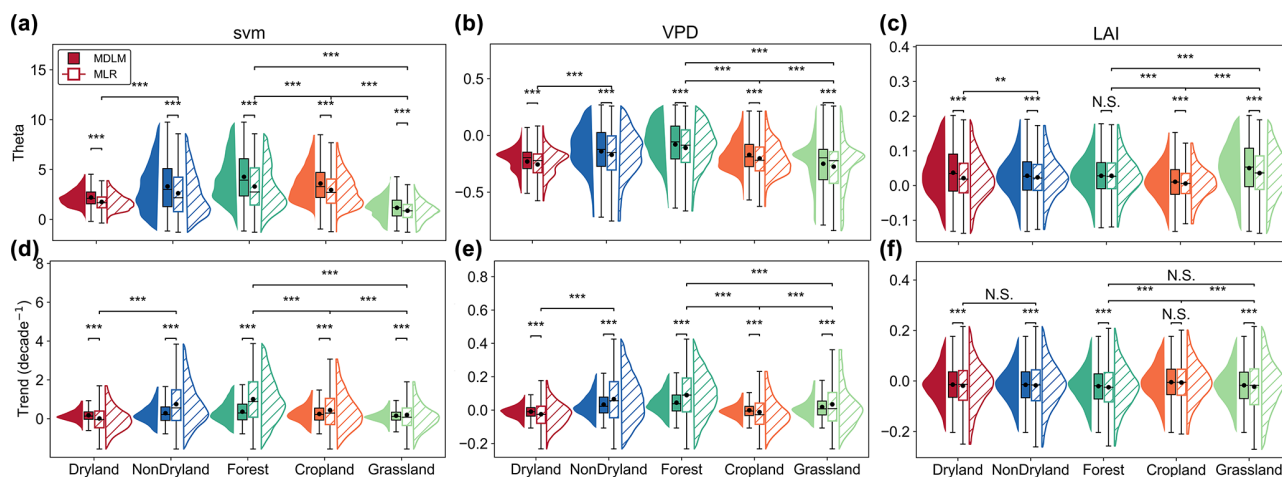 (a)
svm
(b)
VPD
(c)
LAI
MDLM
MLR
Theta
15
10
5
0
***
***
***
***
***
***
***
***
***
0.5
0.0
−0.5
***
***
***
***
***
***
***
***
***
0.4
0.3
0.2
0.1
0.0
−0.1
***
**
***
N.S.
***
***
***
***
***
(d)
Trend (decade⁻¹)
8
6
4
2
0
***
***
***
***
***
***
***
***
***
Dryland
NonDryland
Forest
Cropland
Grassland
(e)
0.8
0.6
0.4
0.2
0.0
−0.2
***
***
***
***
***
***
***
***
***
Dryland
NonDryland
Forest
Cropland
Grassland
(f)
0.4
0.2
0.0
−0.2
N.S.
N.S.
***
***
***
***
***
N.S.
***
Dryland
NonDryland
Forest
Cropland
Grassland